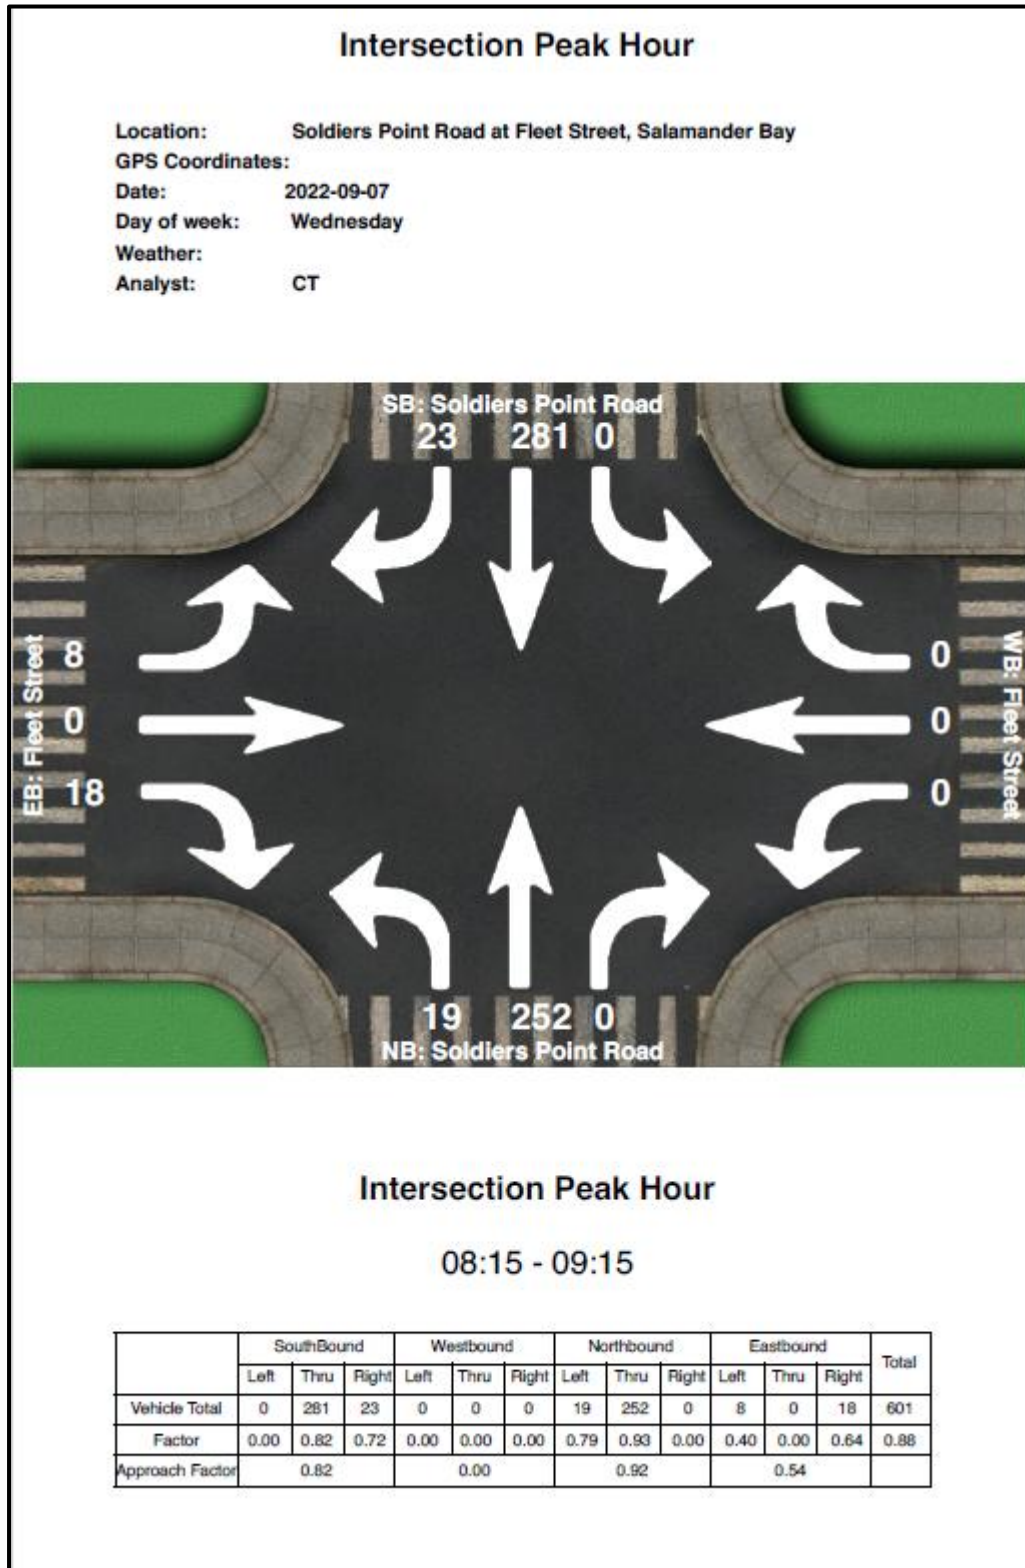 Intersection Peak Hour
Location: Soldiers Point Road at Fleet Street, Salamander Bay
GPS Coordinates:
Date: 2022-09-07
Day of week: Wednesday
Weather:
Analyst: CT
SB: Soldiers Point Road
23 281 0
EB: Fleet Street
8
0
18
WB: Fleet Street
0
0
0
19 252 0
NB: Soldiers Point Road
Intersection Peak Hour
08:15 - 09:15
SouthBound Westbound Northbound Eastbound Total
Left Thru Right Left Thru Right Left Thru Right Left Thru Right
Vehicle Total 0 281 23 0 0 0 19 252 0 8 0 18 601
Factor 0.00 0.82 0.72 0.00 0.00 0.00 0.79 0.93 0.00 0.40 0.00 0.64 0.88
Approach Factor 0.82 0.00 0.92 0.54